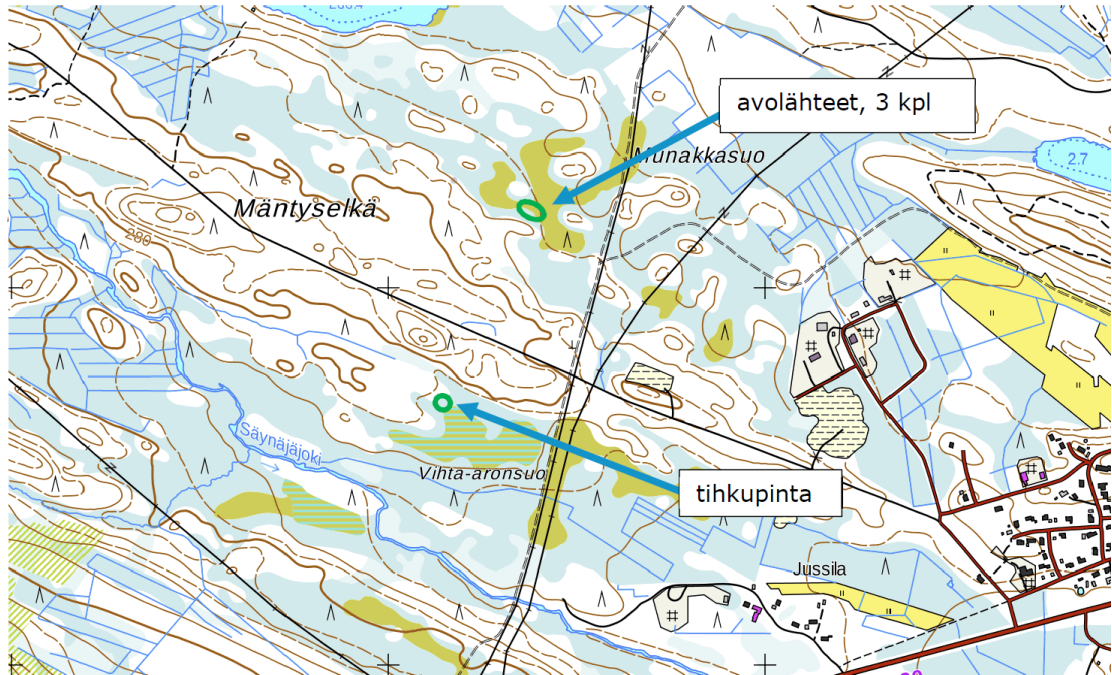 avolähteet, 3 kpl
Munakkasuo
2.7
Mäntyselkä
280
Säynäjäjoki
Vihta-aronsuo
tihkupinta
Jussila